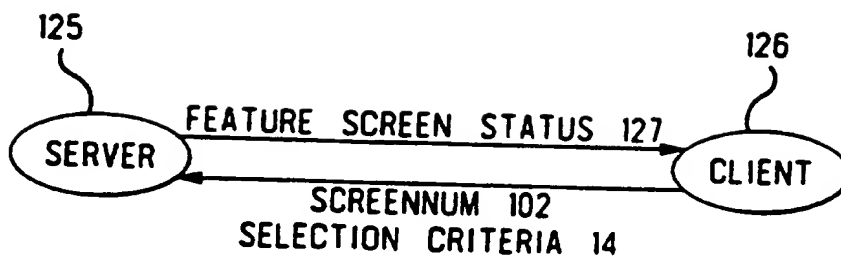 125
126
FEATURE SCREEN STATUS 127
SERVER
CLIENT
SCREENNUM 102
SELECTION CRITERIA 14